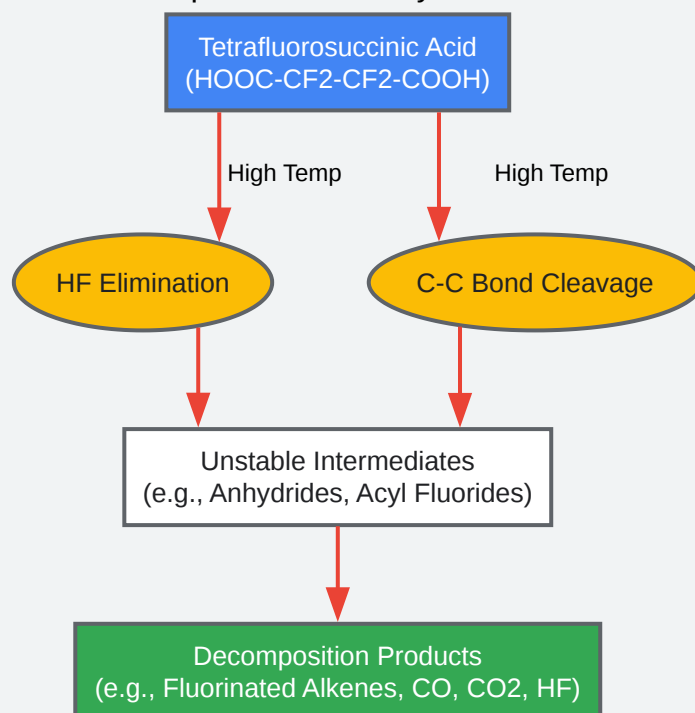 Tetrafluorosuccinic Acid
(HOOC-CF2-CF2-COOH)
High Temp
High Temp
HF Elimination
C-C Bond Cleavage
Unstable Intermediates
(e.g., Anhydrides, Acyl Fluorides)
Decomposition Products
(e.g., Fluorinated Alkenes, CO, CO2, HF)